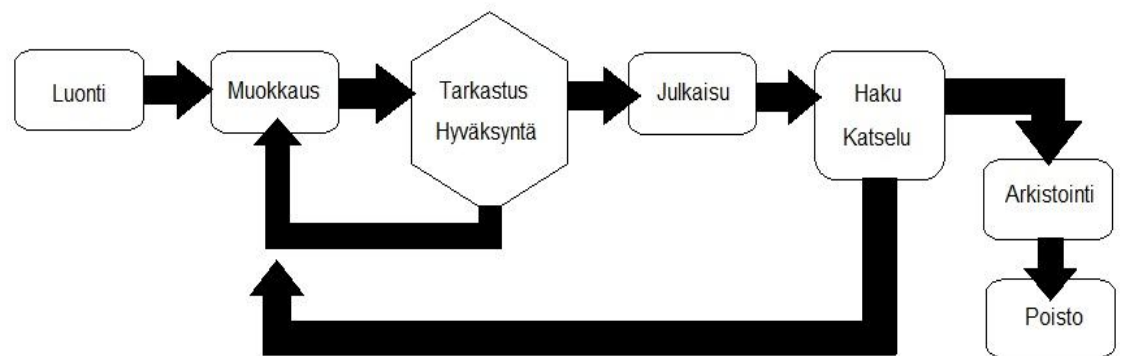 Luonti
Muokkaus
Tarkastus
Hyväksyntä
Julkaisu
Haku
Katselu
Arkistointi
Poisto